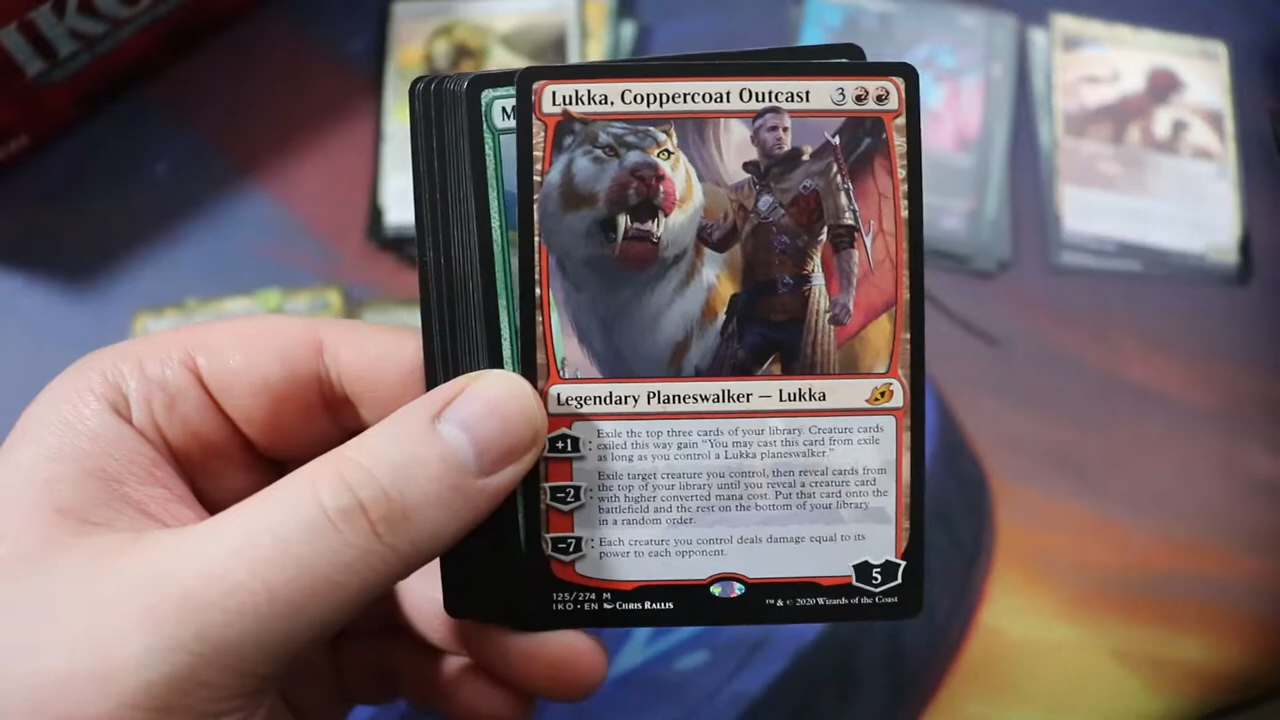 IKO
M
Lukka, Coppercoat Outcast 3
Legendary Planeswalker — Lukka
+1 : Exile the top three cards of your library. Creature cards
exiled this way gain “You may cast this card from exile
as long as you control a Lukka planeswalker.”
−2 : Exile target creature you control, then reveal cards from
the top of your library until you reveal a creature card
with higher converted mana cost. Put that card onto the
battlefield and the rest on the bottom of your library
in a random order.
−7 : Each creature you control deals damage equal to its
power to each opponent.
5
125/274 M
IKO • EN Chris Rallis
™ & © 2020 Wizards of the Coast